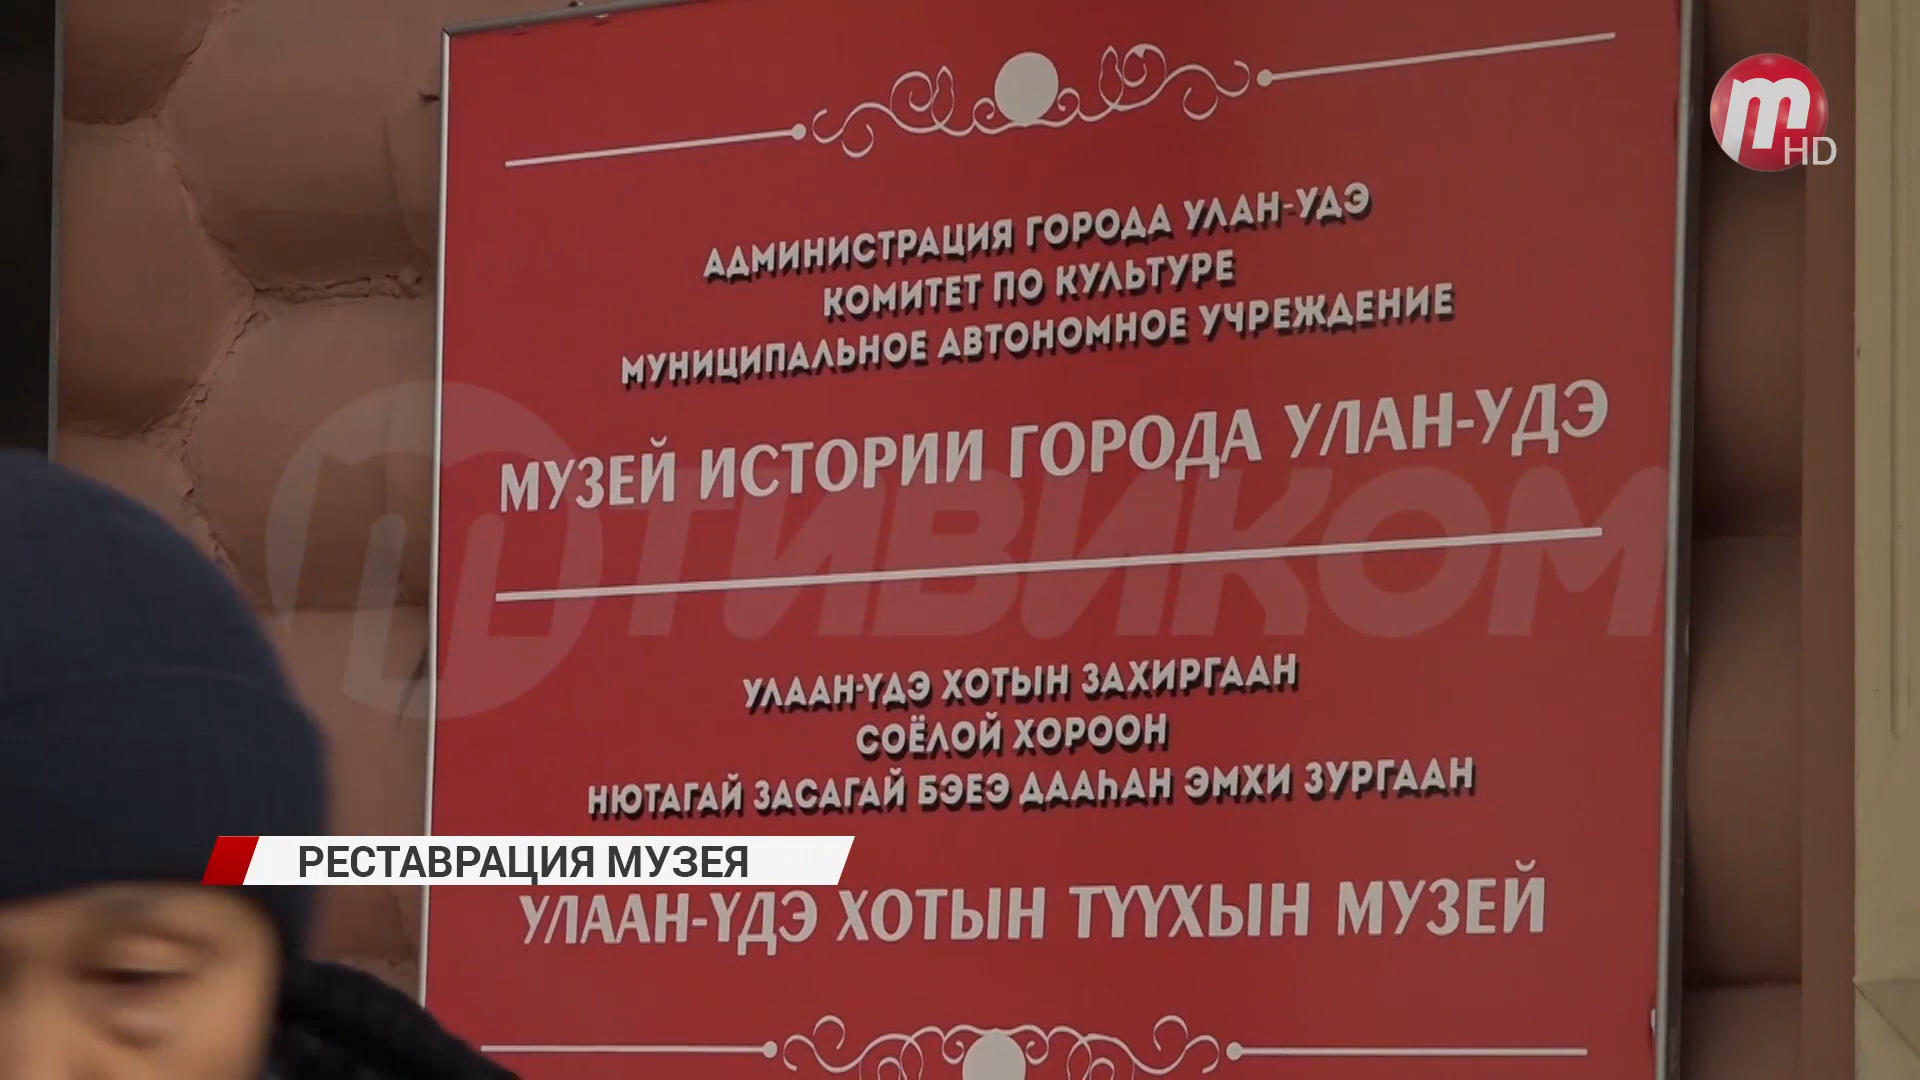 m HD
АДМИНИСТРАЦИЯ ГОРОДА УЛАН-УДЭ
КОМИТЕТ ПО КУЛЬТУРЕ
МУНИЦИПАЛЬНОЕ АВТОНОМНОЕ УЧРЕЖДЕНИЕ
МУЗЕЙ ИСТОРИИ ГОРОДА УЛАН-УДЭ
ТИВИКОМ
УЛААН-ҮДЭ ХОТЫН ЗАХИРГААН
СОЁЛОЙ ХОРООН
НЮТАГАЙ ЗАСАГАЙ БЭЕЭ ДААҺАН ЭМХИ ЗУРГААН
РЕСТАВРАЦИЯ МУЗЕЯ
УЛААН-ҮДЭ ХОТЫН ТҮҮХЫН МУЗЕЙ